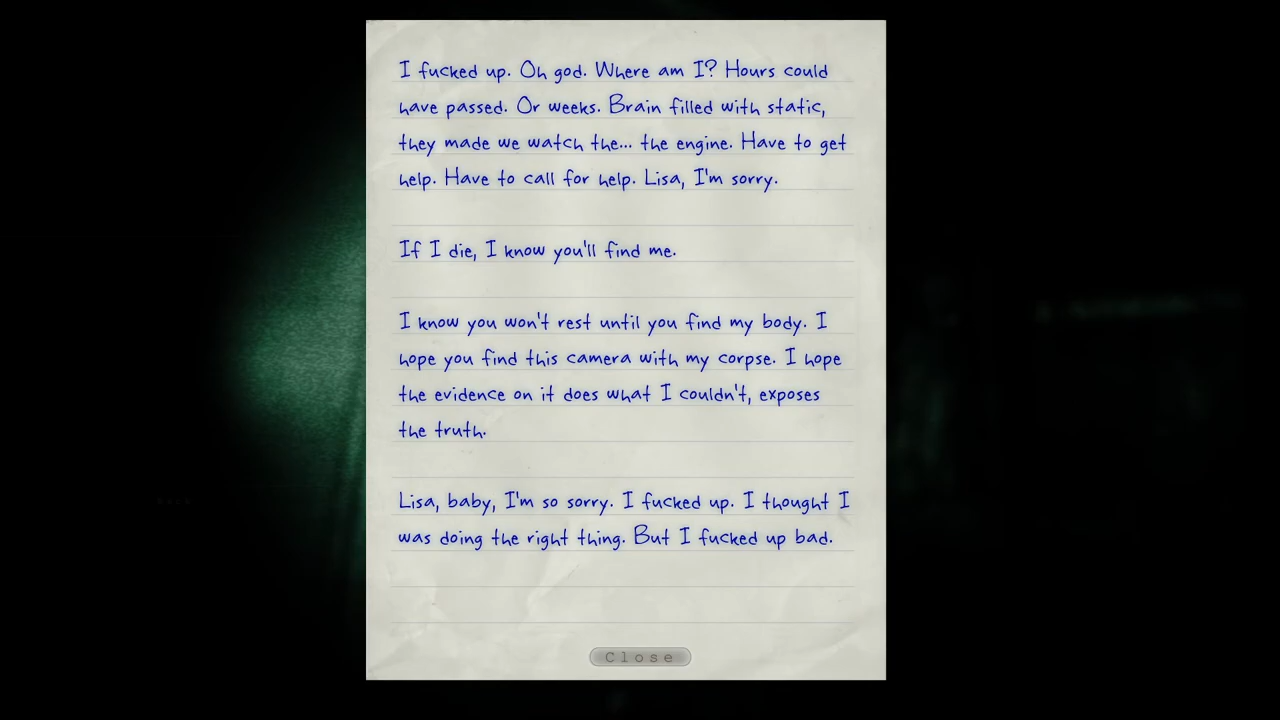 I fucked up. Oh god. Where am I? Hours could
have passed. Or weeks. Brain filled with static,
they made we watch the... the engine. Have to get
help. Have to call for help. Lisa, I'm sorry.
If I die, I know you'll find me.
I know you won't rest until you find my body. I
hope you find this camera with my corpse. I hope
the evidence on it does what I couldn't, exposes
the truth.
Lisa, baby, I'm so sorry. I fucked up. I thought I
was doing the right thing. But I fucked up bad.
Close